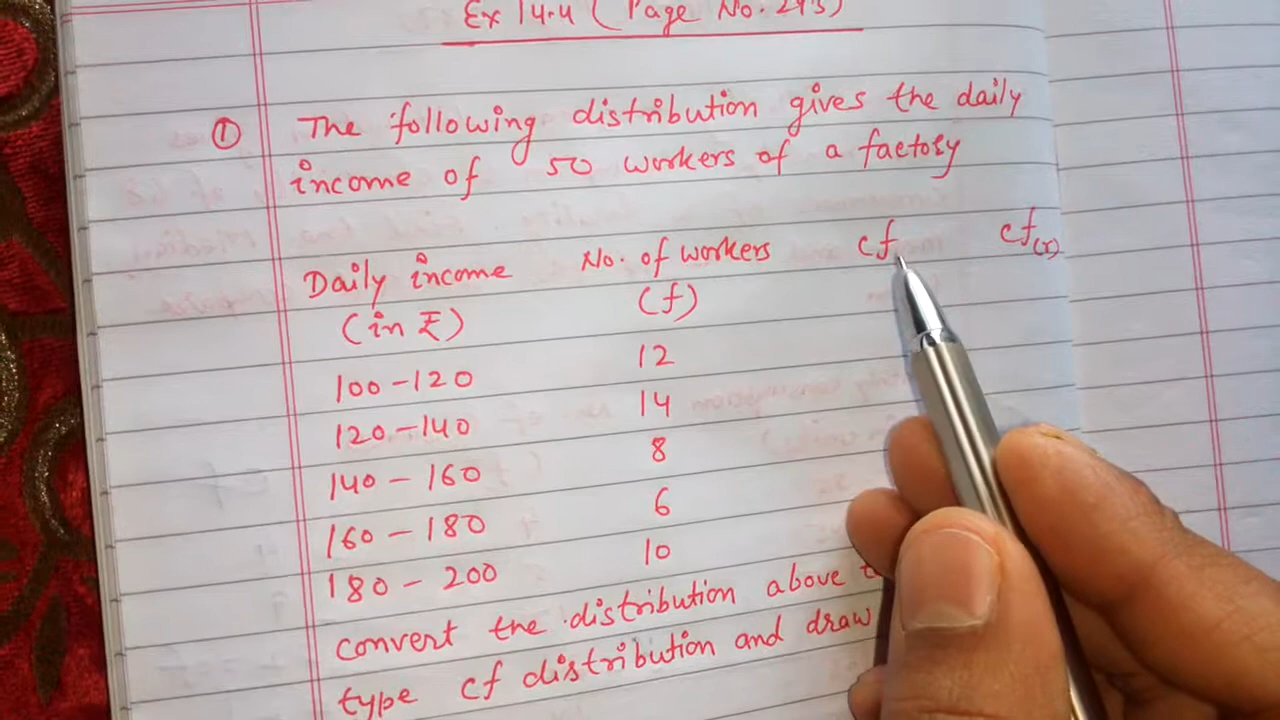 Ex 14.4 (Page No. 293)
① The following distribution gives the daily
income of 50 workers of a factory
Daily income No. of workers cf cf(r)
(in ₹) (f)
100-120 12
120-140 14
140-160 8
160-180 6
180-200 10
convert the distribution above
type cf distribution and draw